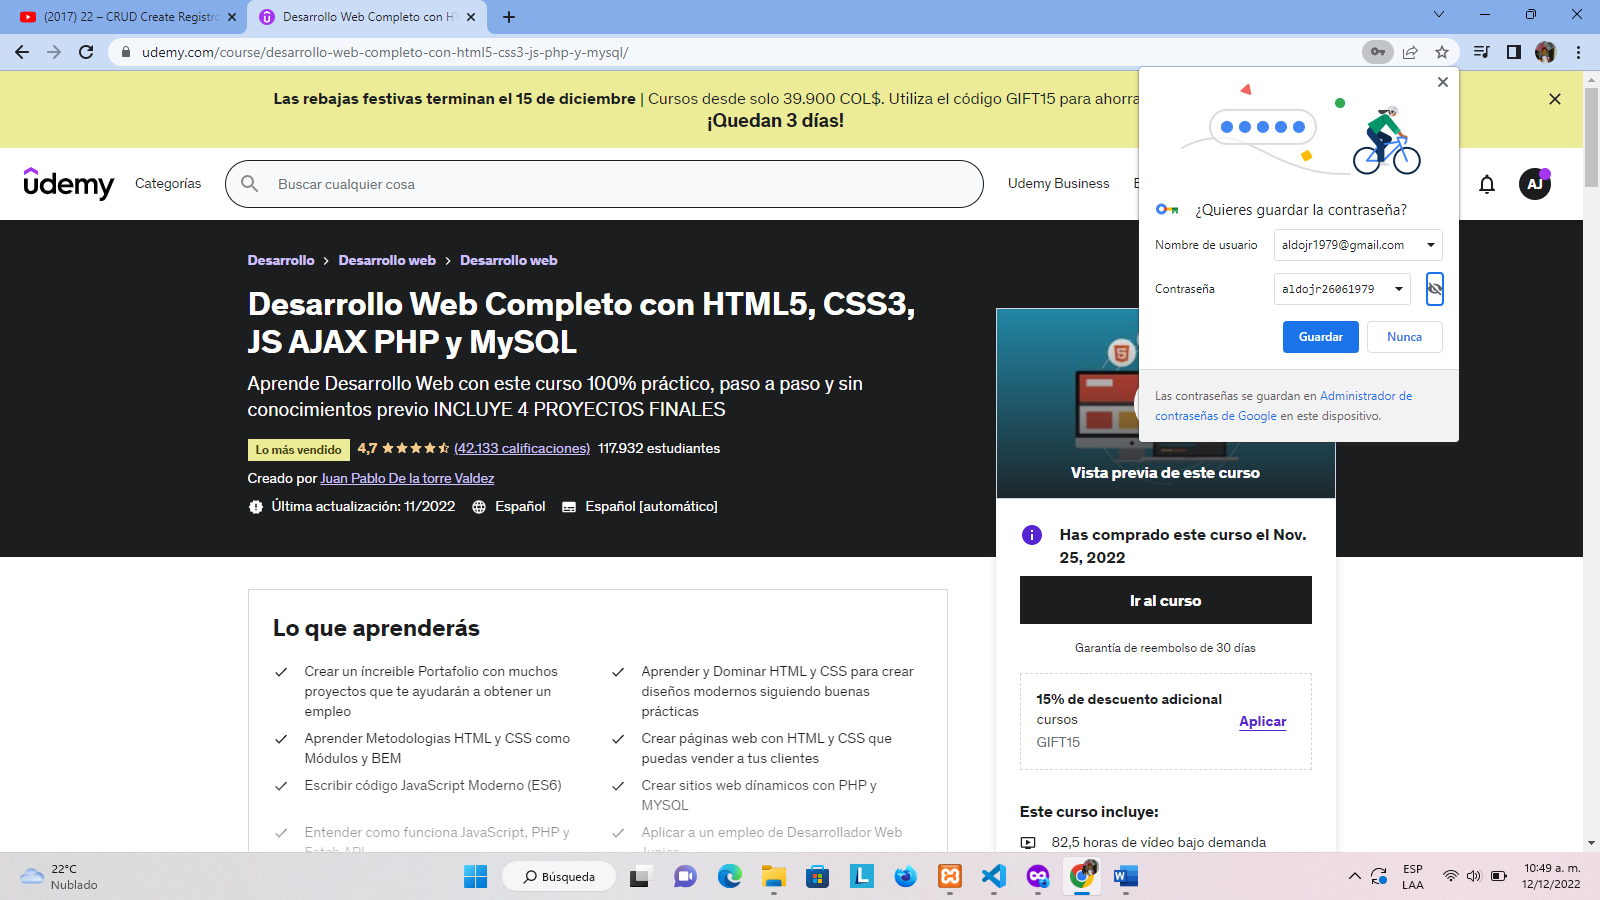 (2017) 22 – CRUD Create Registro
Desarrollo Web Completo con HT
udemy.com/course/desarrollo-web-completo-con-html5-css3-js-php-y-mysql/
Las rebajas festivas terminan el 15 de diciembre | Cursos desde solo 39.900 COL$. Utiliza el código GIFT15 para ahorra
¡Quedan 3 días!
udemy
Categorías
Buscar cualquier cosa
Udemy Business
AJ
¿Quieres guardar la contraseña?
Nombre de usuario
aldojr1979@gmail.com
Contraseña
aldojr26061979
Guardar
Nunca
Las contraseñas se guardan en Administrador de
contraseñas de Google en este dispositivo.
Desarrollo > Desarrollo web > Desarrollo web
Desarrollo Web Completo con HTML5, CSS3,
JS AJAX PHP y MySQL
Aprende Desarrollo Web con este curso 100% práctico, paso a paso y sin
conocimientos previo INCLUYE 4 PROYECTOS FINALES
Lo más vendido 4,7 (42.133 calificaciones) 117.932 estudiantes
Creado por Juan Pablo De la torre Valdez
Última actualización: 11/2022 Español Español [automático]
Vista previa de este curso
Has comprado este curso el Nov.
25, 2022
Ir al curso
Garantía de reembolso de 30 días
15% de descuento adicional
cursos
GIFT15
Aplicar
Este curso incluye:
82,5 horas de vídeo bajo demanda
Lo que aprenderás
Crear un íncreible Portafolio con muchos
proyectos que te ayudarán a obtener un
empleo
Aprender y Dominar HTML y CSS para crear
diseños modernos siguiendo buenas
prácticas
Aprender Metodologias HTML y CSS como
Módulos y BEM
Crear páginas web con HTML y CSS que
puedas vender a tus clientes
Escribir código JavaScript Moderno (ES6)
Crear sitios web dínamicos con PHP y
MYSQL
Entender como funciona JavaScript, PHP y
Fetch API
Aplicar a un empleo de Desarrollador Web
Junior
22°C
Nublado
Búsqueda
ESP
LAA
10:49 a. m.
12/12/2022